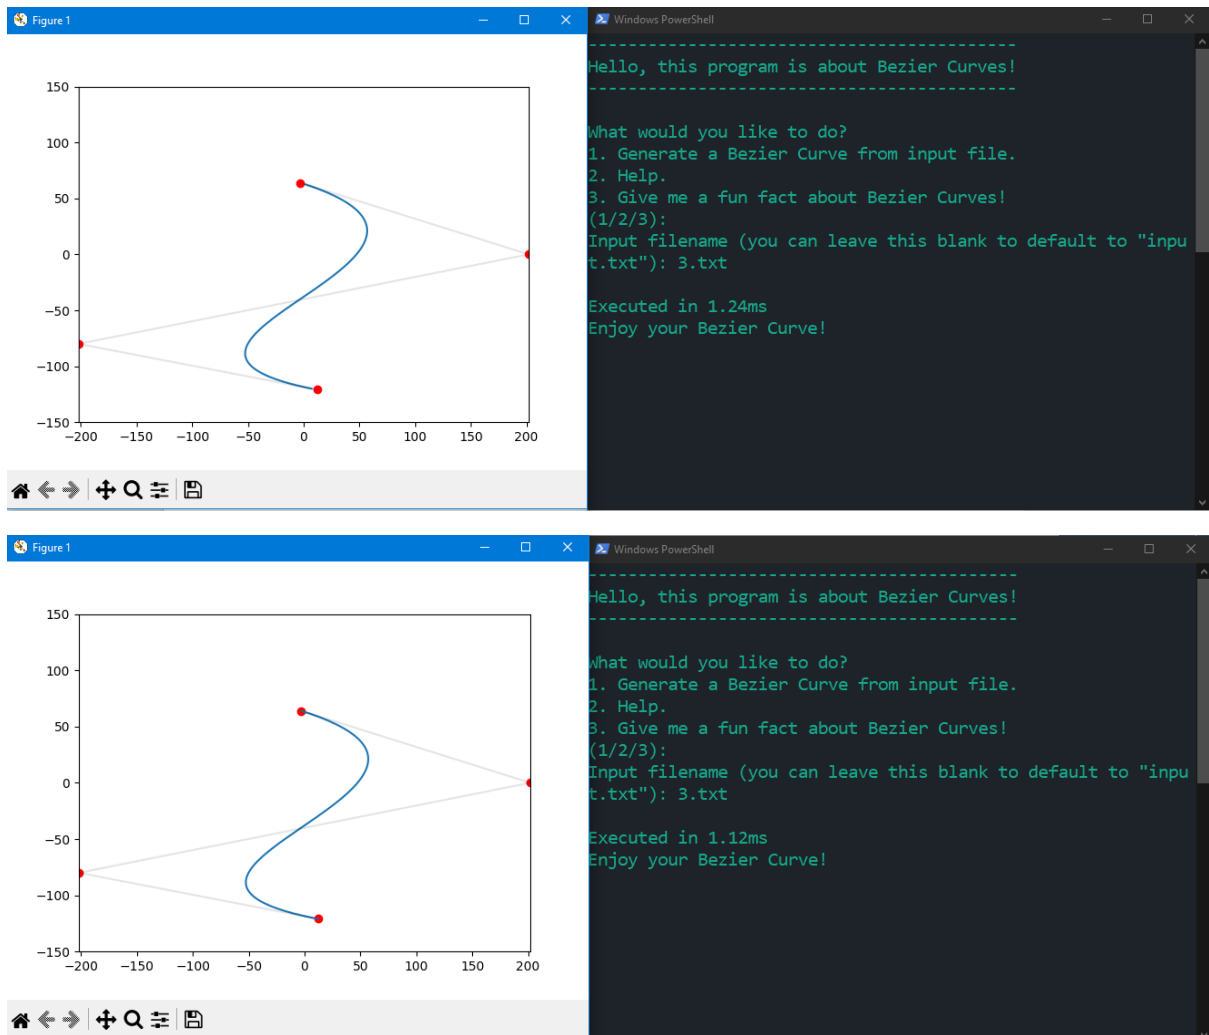 Figure 1
150
100
50
0
−50
−100
−150
−200 −150 −100 −50 0 50 100 150 200
Windows PowerShell
-------------------------------------------
Hello, this program is about Bezier Curves!
-------------------------------------------
What would you like to do?
1. Generate a Bezier Curve from input file.
2. Help.
3. Give me a fun fact about Bezier Curves!
(1/2/3):
Input filename (you can leave this blank to default to "inpu
t.txt"): 3.txt
Executed in 1.24ms
Enjoy your Bezier Curve!
Figure 1
150
100
50
0
−50
−100
−150
−200 −150 −100 −50 0 50 100 150 200
Windows PowerShell
-------------------------------------------
Hello, this program is about Bezier Curves!
-------------------------------------------
What would you like to do?
1. Generate a Bezier Curve from input file.
2. Help.
3. Give me a fun fact about Bezier Curves!
(1/2/3):
Input filename (you can leave this blank to default to "inpu
t.txt"): 3.txt
Executed in 1.12ms
Enjoy your Bezier Curve!